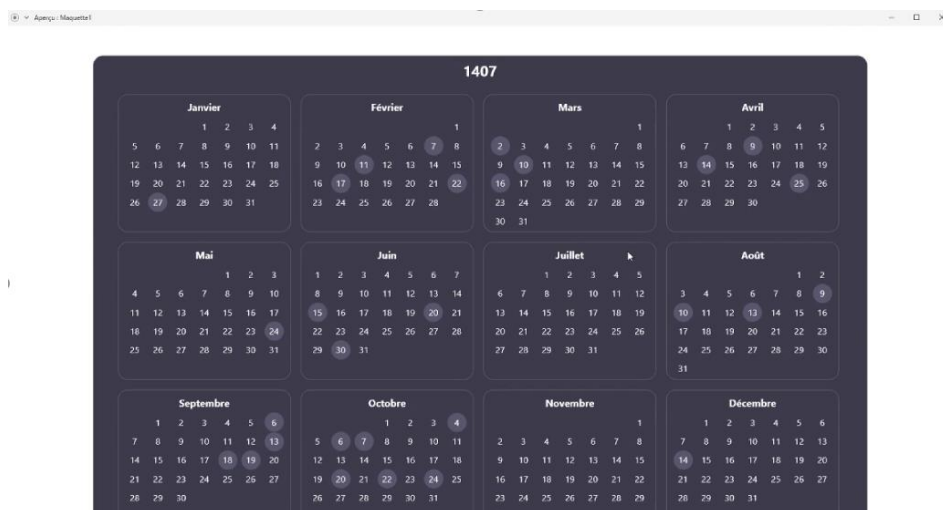 Aperçu : Maquette1
1407
Janvier
1 2 3 4
5 6 7 8 9 10 11
12 13 14 15 16 17 18
19 20 21 22 23 24 25
26 27 28 29 30 31
Février
1
2 3 4 5 6 7 8
9 10 11 12 13 14 15
16 17 18 19 20 21 22
23 24 25 26 27 28
Mars
1
2 3 4 5 6 7 8
9 10 11 12 13 14 15
16 17 18 19 20 21 22
23 24 25 26 27 28 29
30 31
Avril
1 2 3 4 5
6 7 8 9 10 11 12
13 14 15 16 17 18 19
20 21 22 23 24 25 26
27 28 29 30
Mai
1 2 3
4 5 6 7 8 9 10
11 12 13 14 15 16 17
18 19 20 21 22 23 24
25 26 27 28 29 30 31
Juin
1 2 3 4 5 6 7
8 9 10 11 12 13 14
15 16 17 18 19 20 21
22 23 24 25 26 27 28
29 30 31
Juillet
1 2 3 4 5
6 7 8 9 10 11 12
13 14 15 16 17 18 19
20 21 22 23 24 25 26
27 28 29 30 31
Août
1 2
3 4 5 6 7 8 9
10 11 12 13 14 15 16
17 18 19 20 21 22 23
24 25 26 27 28 29 30
31
Septembre
1 2 3 4 5 6
7 8 9 10 11 12 13
14 15 16 17 18 19 20
21 22 23 24 25 26 27
28 29 30
Octobre
1 2 3 4
5 6 7 8 9 10 11
12 13 14 15 16 17 18
19 20 21 22 23 24 25
26 27 28 29 30 31
Novembre
1
2 3 4 5 6 7 8
9 10 11 12 13 14 15
16 17 18 19 20 21 22
23 24 25 26 27 28 29
Décembre
1 2 3 4 5 6
7 8 9 10 11 12 13
14 15 16 17 18 19 20
21 22 23 24 25 26 27
28 29 30 31